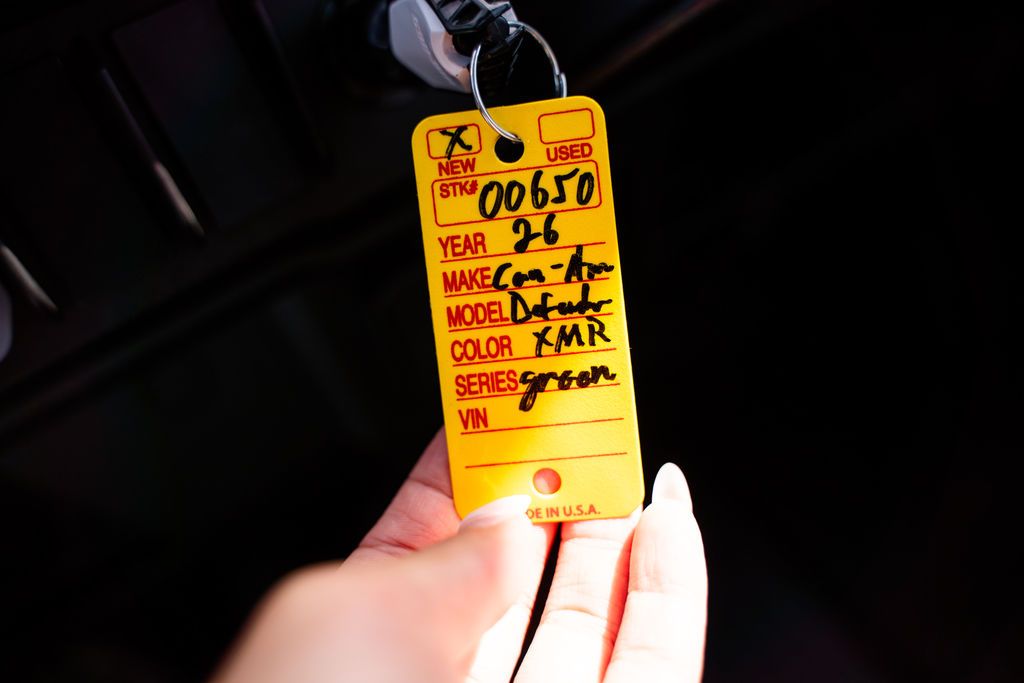 X
NEW USED
STK# 00650
YEAR 26
MAKE Can-Am
MODEL Defender
COLOR XMR
SERIES green
VIN
DE IN U.S.A.